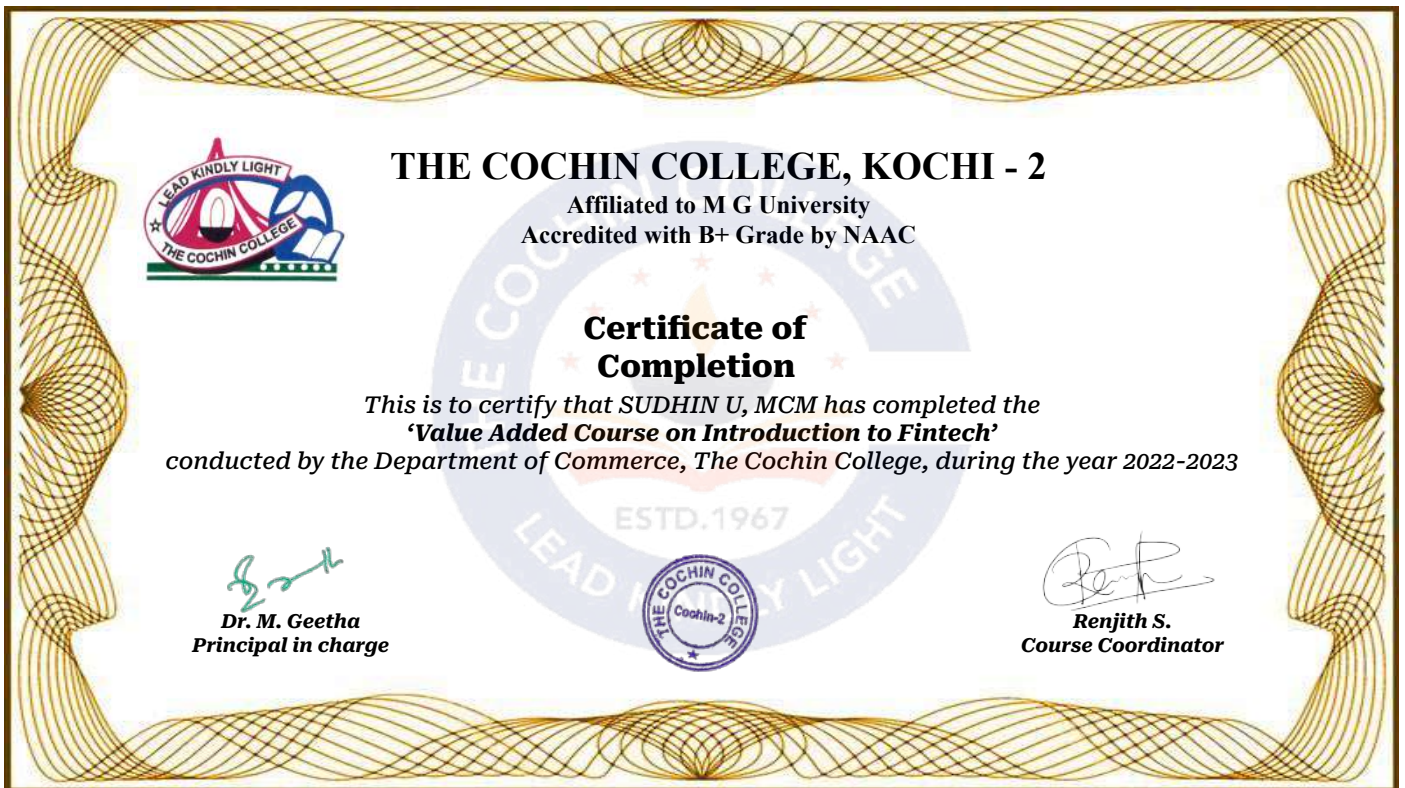 LEAD KINDLY LIGHT
THE COCHIN COLLEGE
THE COCHIN COLLEGE, KOCHI - 2
Affiliated to M G University
Accredited with B+ Grade by NAAC
THE COCHIN COLLEGE
Certificate of
Completion
This is to certify that SUDHIN U, MCM has completed the
‘Value Added Course on Introduction to Fintech’
conducted by the Department of Commerce, The Cochin College, during the year 2022-2023
ESTD.1967
LEAD KINDLY LIGHT
THE COCHIN COLLEGE
Cochin-2
Dr. M. Geetha
Principal in charge
Renjith S.
Course Coordinator